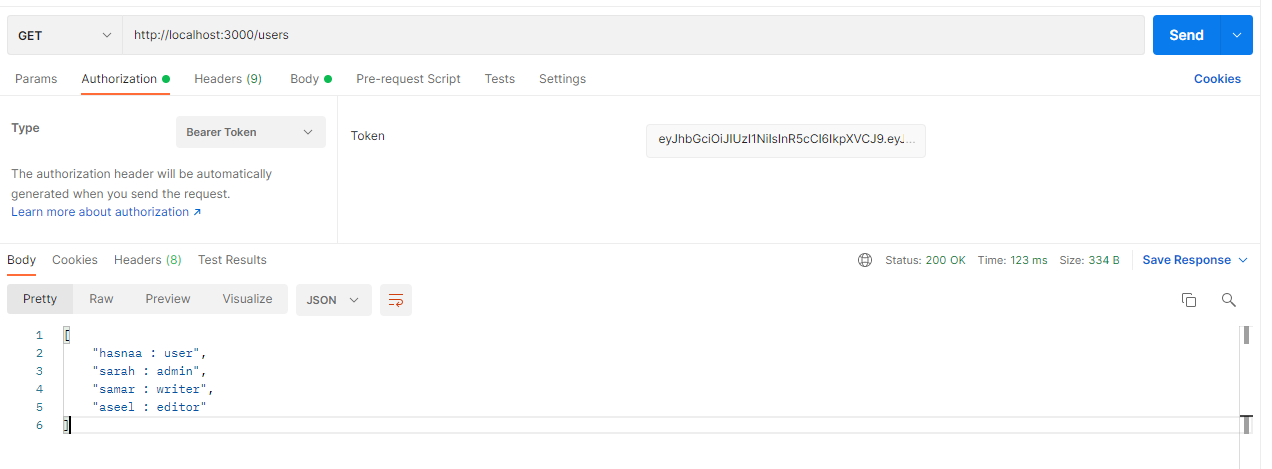 GET http://localhost:3000/users Send
Params Authorization Headers (9) Body Pre-request Script Tests Settings Cookies
Type Bearer Token Token eyJhbGciOiJIUzI1NiIsInR5cCI6IkpXVCJ9.eyJ...
The authorization header will be automatically
generated when you send the request.
Learn more about authorization ↗
Body Cookies Headers (8) Test Results Status: 200 OK Time: 123 ms Size: 334 B Save Response
Pretty Raw Preview Visualize JSON
1 [
2 "hasnaa : user",
3 "sarah : admin",
4 "samar : writer",
5 "aseel : editor"
6 ]